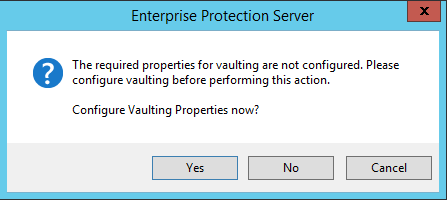 Enterprise Protection Server
x
The required properties for vaulting are not configured. Please
configure vaulting before performing this action.
Configure Vaulting Properties now?
Yes
No
Cancel